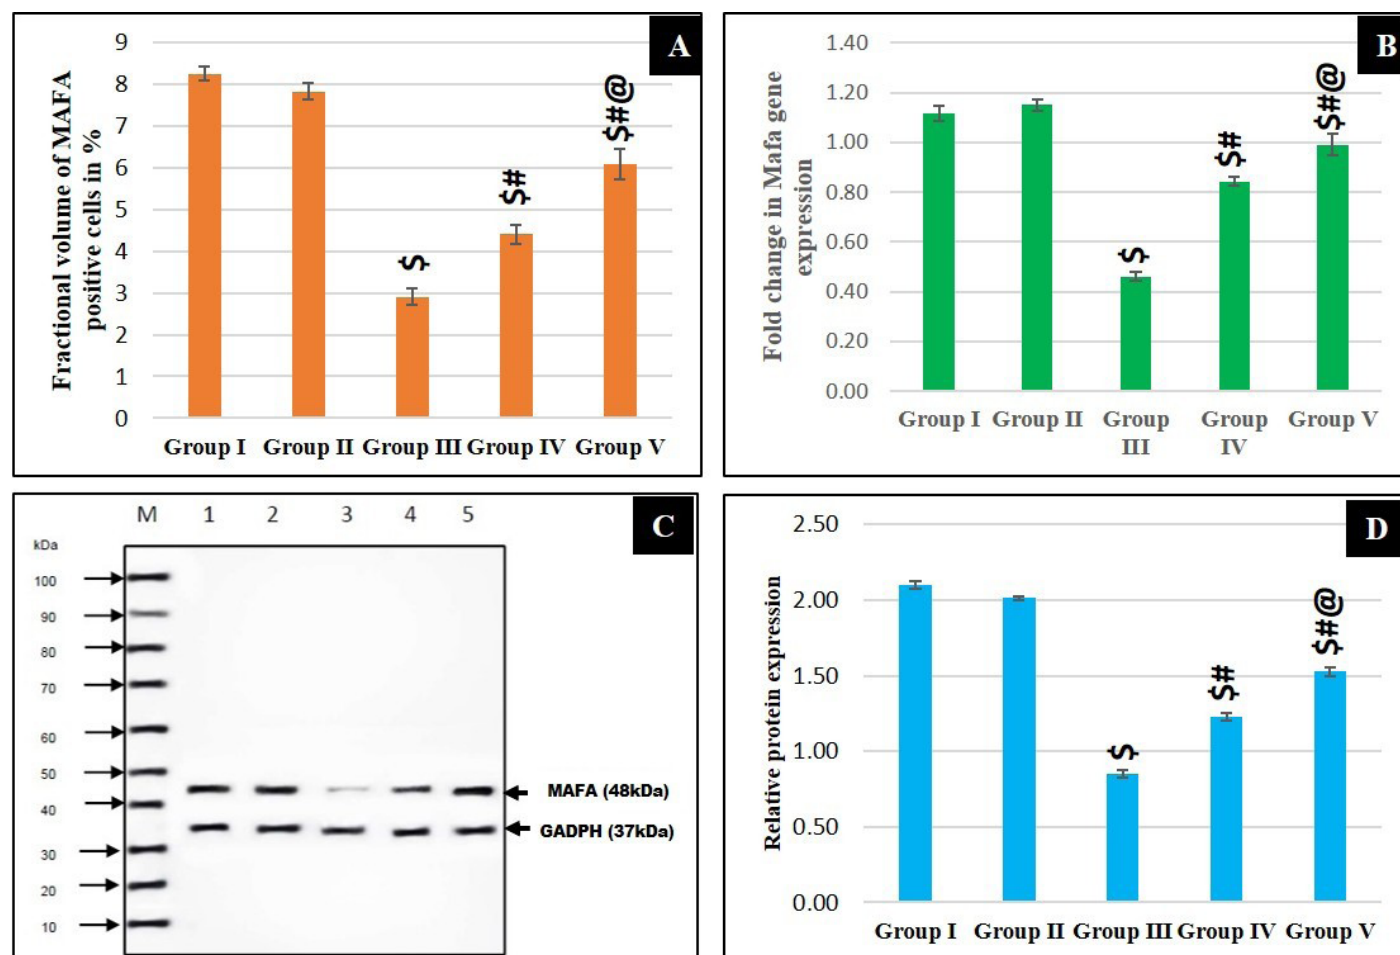 A
Fractional volume of MAFA
positive cells in %
9
8
7
6
5
4
3
2
1
0
$
$#
$#@
Group I Group II Group III Group IV Group V
B
Fold change in Mafa gene
expression
1.40
1.20
1.00
0.80
0.60
0.40
0.20
0.00
$
$#
$#@
Group I Group II Group III Group IV Group V
C
M 1 2 3 4 5
kDa
100
90
80
70
60
50
40
30
20
10
MAFA (48kDa)
GADPH (37kDa)
D
Relative protein expression
2.50
2.00
1.50
1.00
0.50
0.00
$
$#
$#@
Group I Group II Group III Group IV Group V